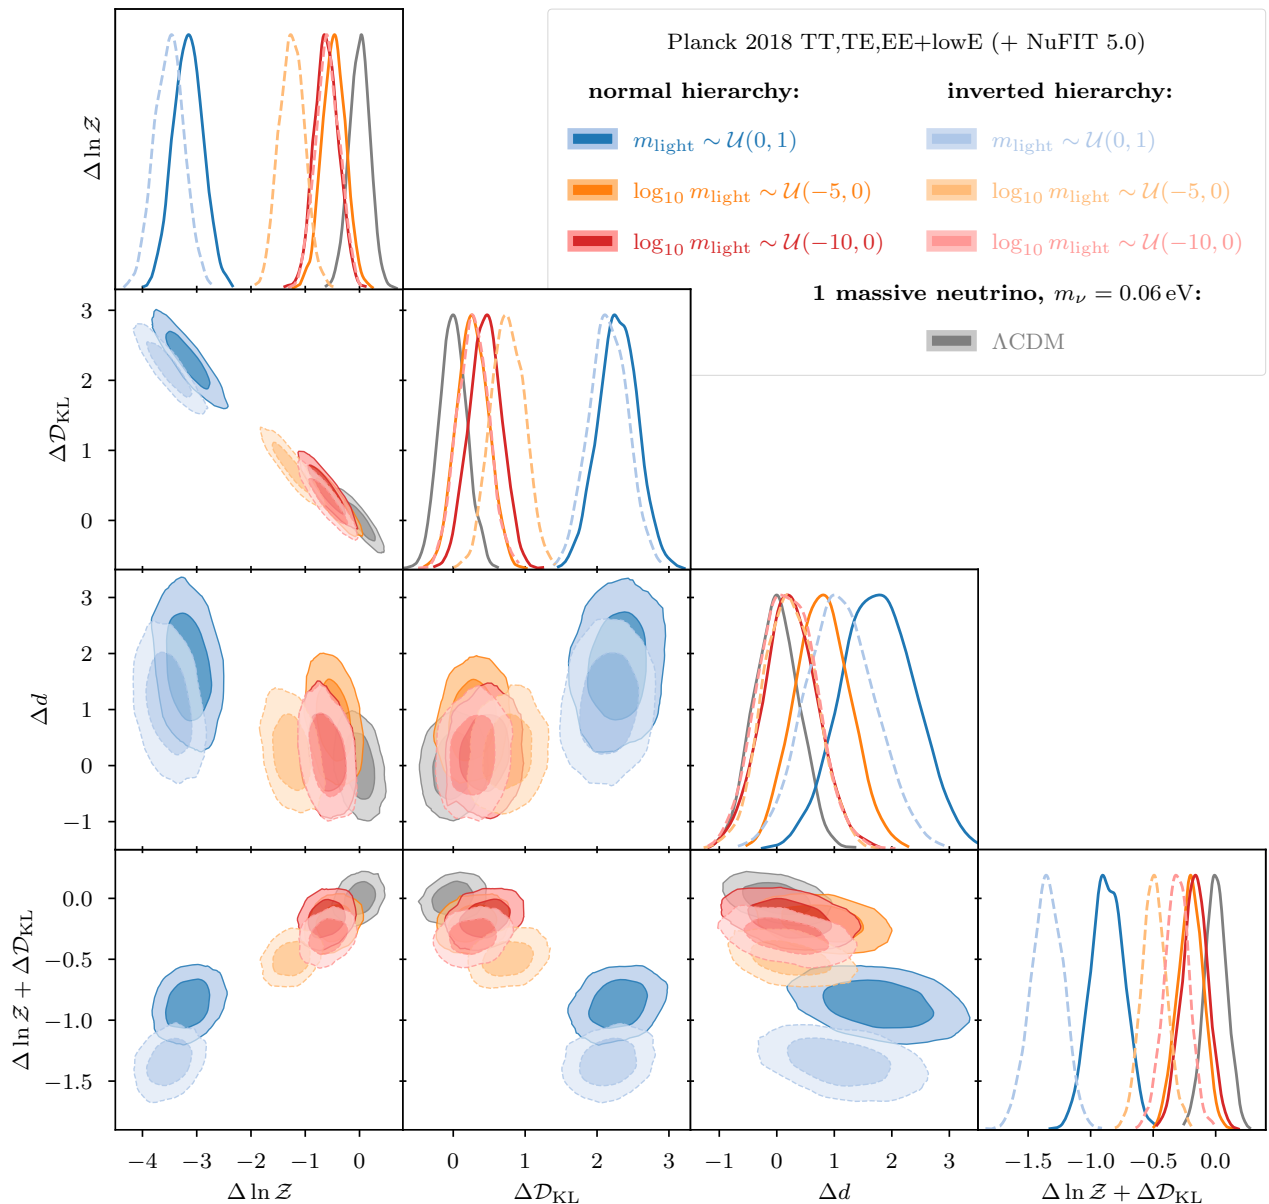 Planck 2018 TT,TE,EE+lowE (+ NuFIT 5.0)
normal hierarchy:
inverted hierarchy:
m_light ∼ 𝒰(0, 1)
m_light ∼ 𝒰(0, 1)
log₁₀ m_light ∼ 𝒰(−5, 0)
log₁₀ m_light ∼ 𝒰(−5, 0)
log₁₀ m_light ∼ 𝒰(−10, 0)
log₁₀ m_light ∼ 𝒰(−10, 0)
1 massive neutrino, m_ν = 0.06 eV:
ΛCDM
Δ ln 𝒵
Δ𝒟_KL
3
2
1
0
Δd
3
2
1
0
−1
Δ ln 𝒵 + Δ𝒟_KL
0.0
−0.5
−1.0
−1.5
−4 −3 −2 −1 0
0 1 2 3
−1 0 1 2 3
−1.5 −1.0 −0.5 0.0
Δ ln 𝒵
Δ𝒟_KL
Δd
Δ ln 𝒵 + Δ𝒟_KL